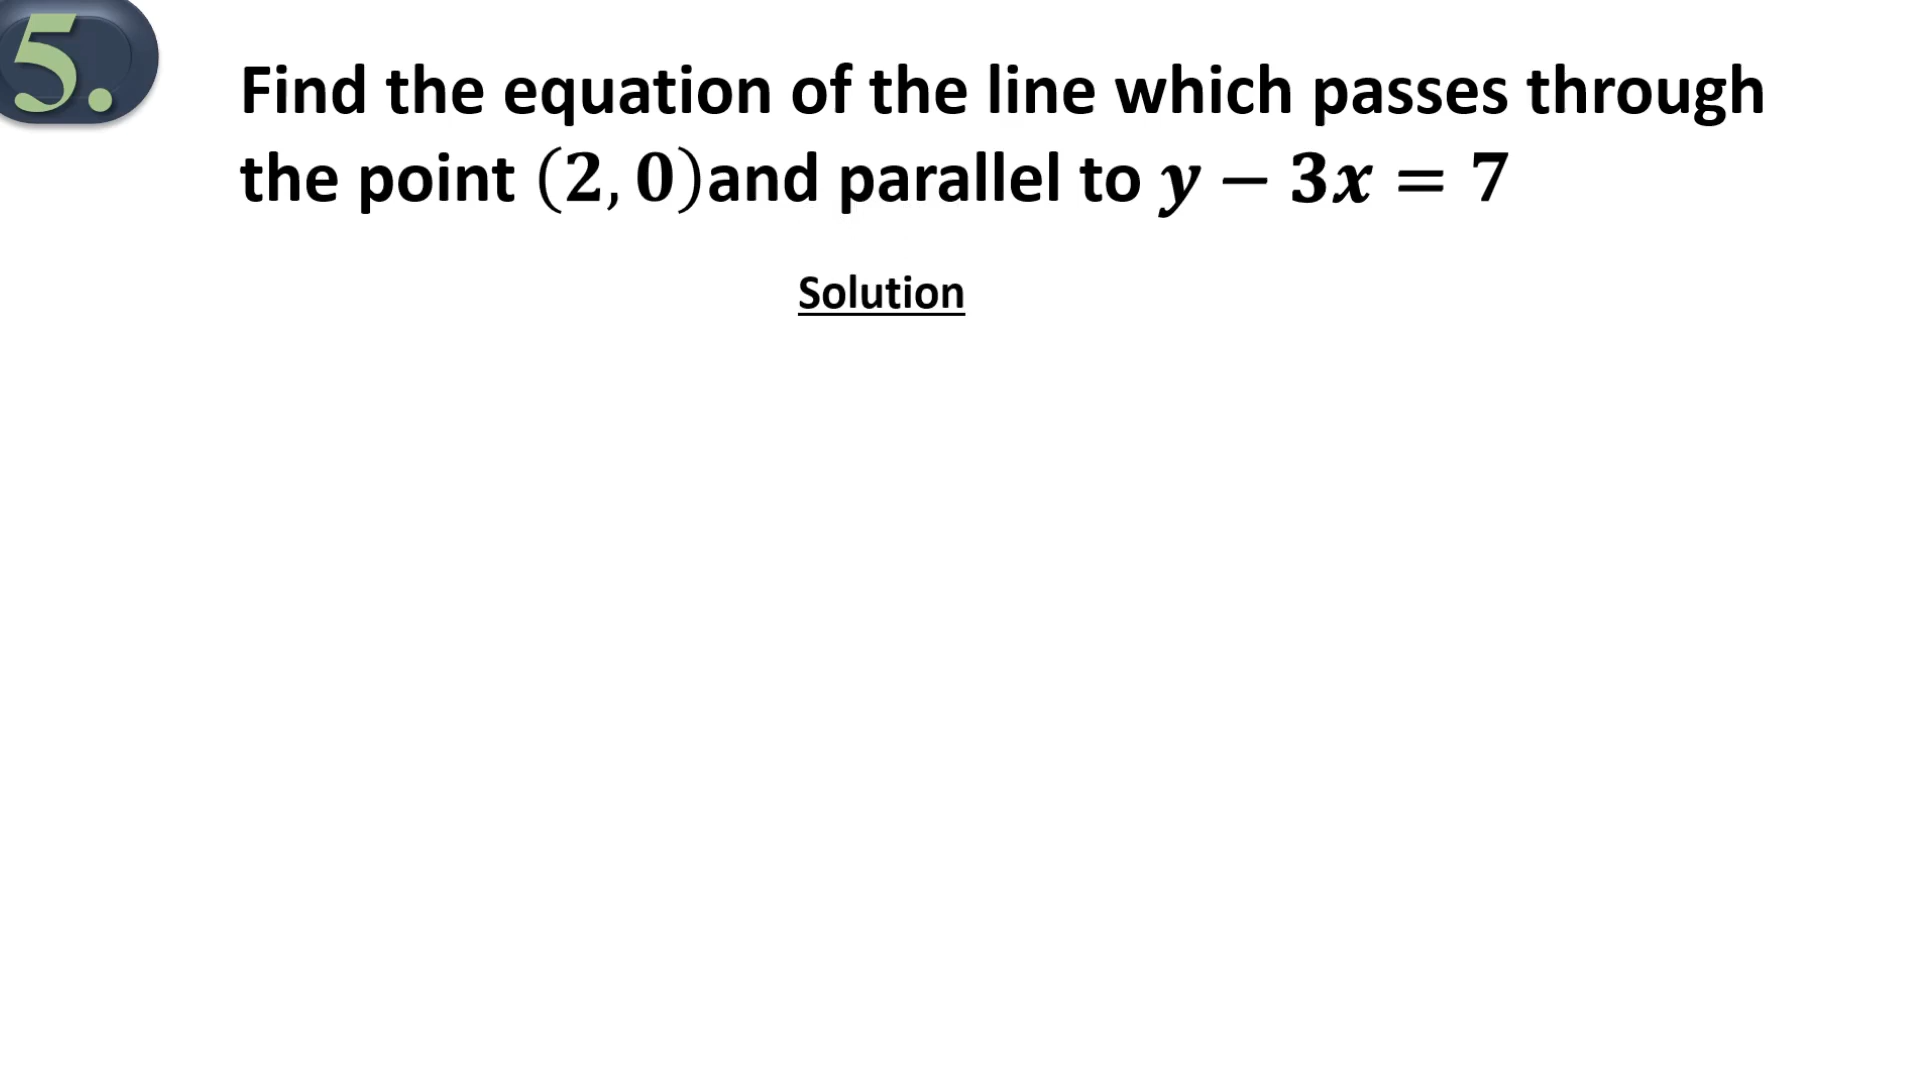 5.
Find the equation of the line which passes through
the point (2, 0)and parallel to y − 3x = 7
Solution